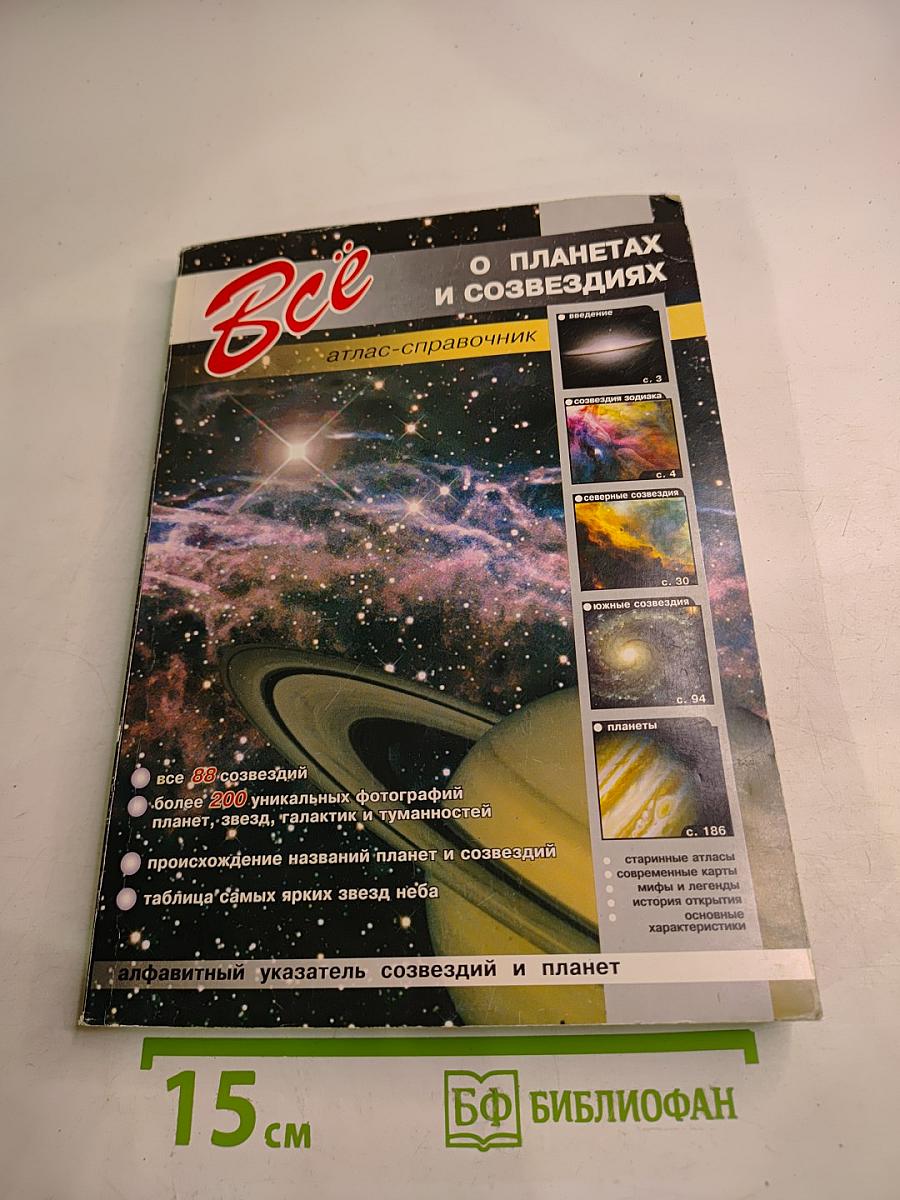 Всё
О ПЛАНЕТАХ
И СОЗВЕЗДИЯХ
атлас-справочник
введение
с. 3
созвездия зодиака
с. 4
северные созвездия
с. 30
южные созвездия
с. 94
планеты
с. 186
все 88 созвездий
более 200 уникальных фотографий
планет, звезд, галактик и туманностей
происхождение названий планет и созвездий
таблица самых ярких звезд неба
старинные атласы
современные карты
мифы и легенды
история открытия
основные
характеристики
алфавитный указатель созвездий и планет
15 см
БФ БИБЛИОФАН